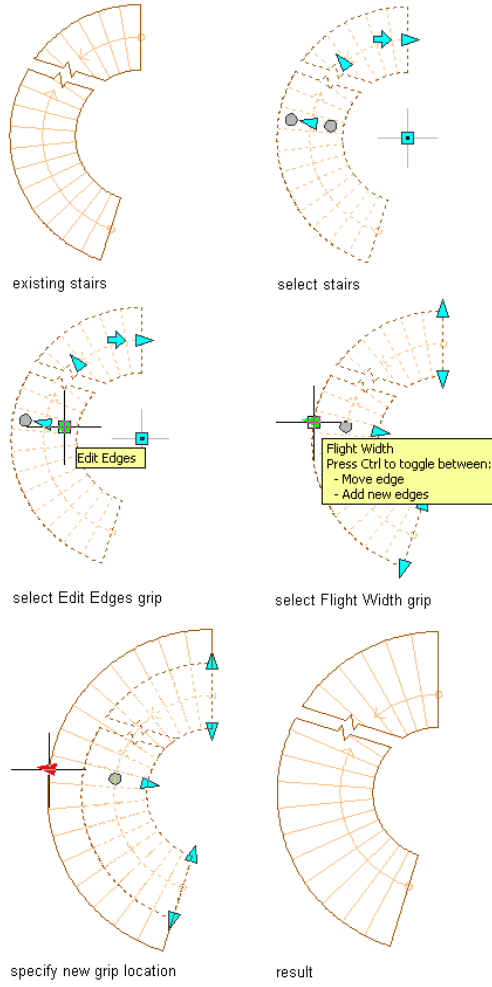 existing stairs
select stairs
Edit Edges
Flight Width
Press Ctrl to toggle between:
- Move edge
- Add new edges
select Edit Edges grip
select Flight Width grip
specify new grip location
result